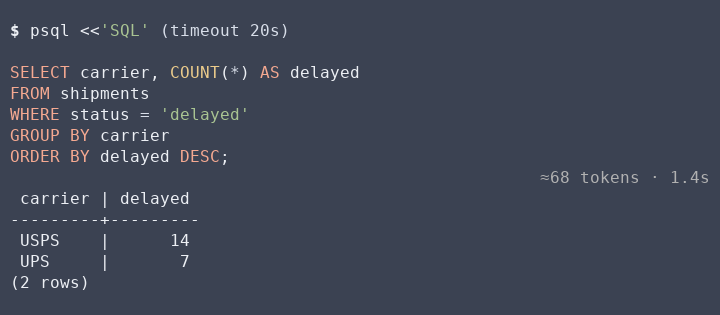 $ psql <<'SQL' (timeout 20s)
SELECT carrier, COUNT(*) AS delayed
FROM shipments
WHERE status = 'delayed'
GROUP BY carrier
ORDER BY delayed DESC;
≈68 tokens · 1.4s
 carrier | delayed
---------+---------
 USPS    |      14
 UPS     |       7
(2 rows)